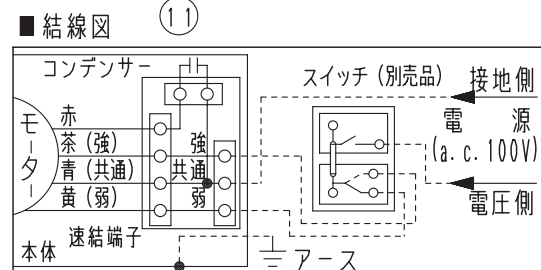 ■結線図 ⑪
コンデンサー
スイッチ(別売品)
接地側
電源
(a.c.100V)
電圧側
モーター
赤
茶(強)
青(共通)
黄(弱)
強
共通
弱
速結端子
本体
アース